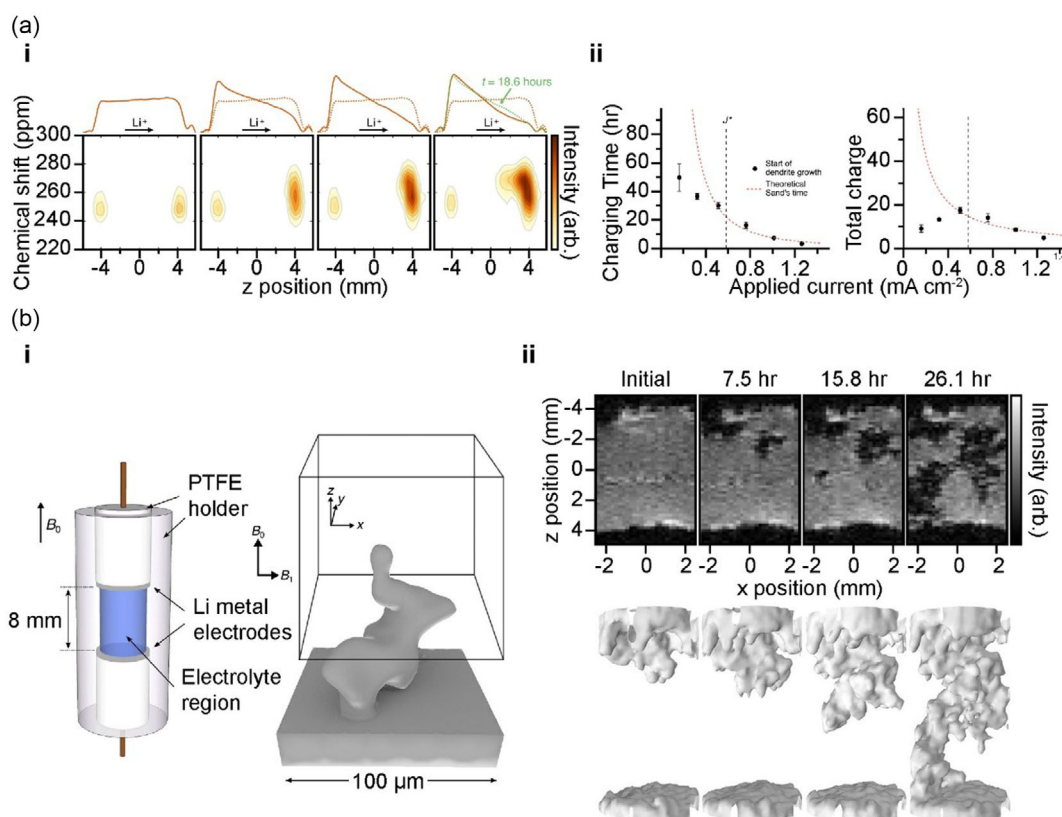 (a)
i
t = 18.6 hours
Li⁺ Li⁺ Li⁺ Li⁺
Chemical shift (ppm)
300
280
260
240
220
-4 0 4 -4 0 4 -4 0 4 -4 0 4
z position (mm)
Intensity (arb.)
ii
Charging Time (hr)
100
80
60
40
20
0
J*
Start of
dendrite growth
Theoretical
Sand's time
0.4 0.8 1.2
Total charge
60
40
20
0
0 0.4 0.8 1.2
Applied current (mA cm⁻²)
(b)
i
B₀
PTFE
holder
8 mm
Li metal
electrodes
Electrolyte
region
z
y
x
B₀
B₁
100 µm
ii
Initial 7.5 hr 15.8 hr 26.1 hr
z position (mm)
-4
-2
0
2
4
Intensity (arb.)
-2 0 2 -2 0 2 -2 0 2 -2 0 2
x position (mm)